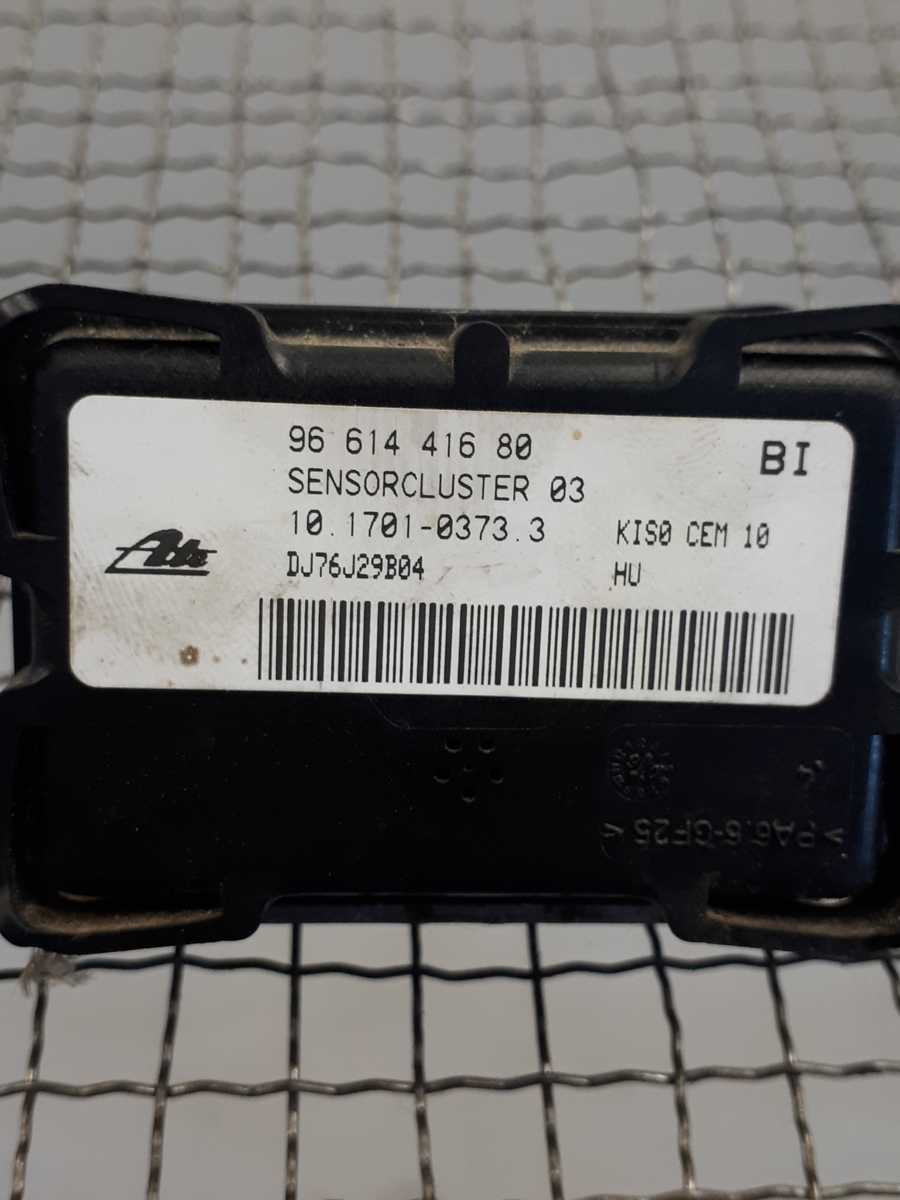 96 614 416 80
BI
SENSORCLUSTER 03
10.1701-0373.3 KIS0 CEM 10
Ate
DJ76J29B04 HU
>PA6.6-GF25<